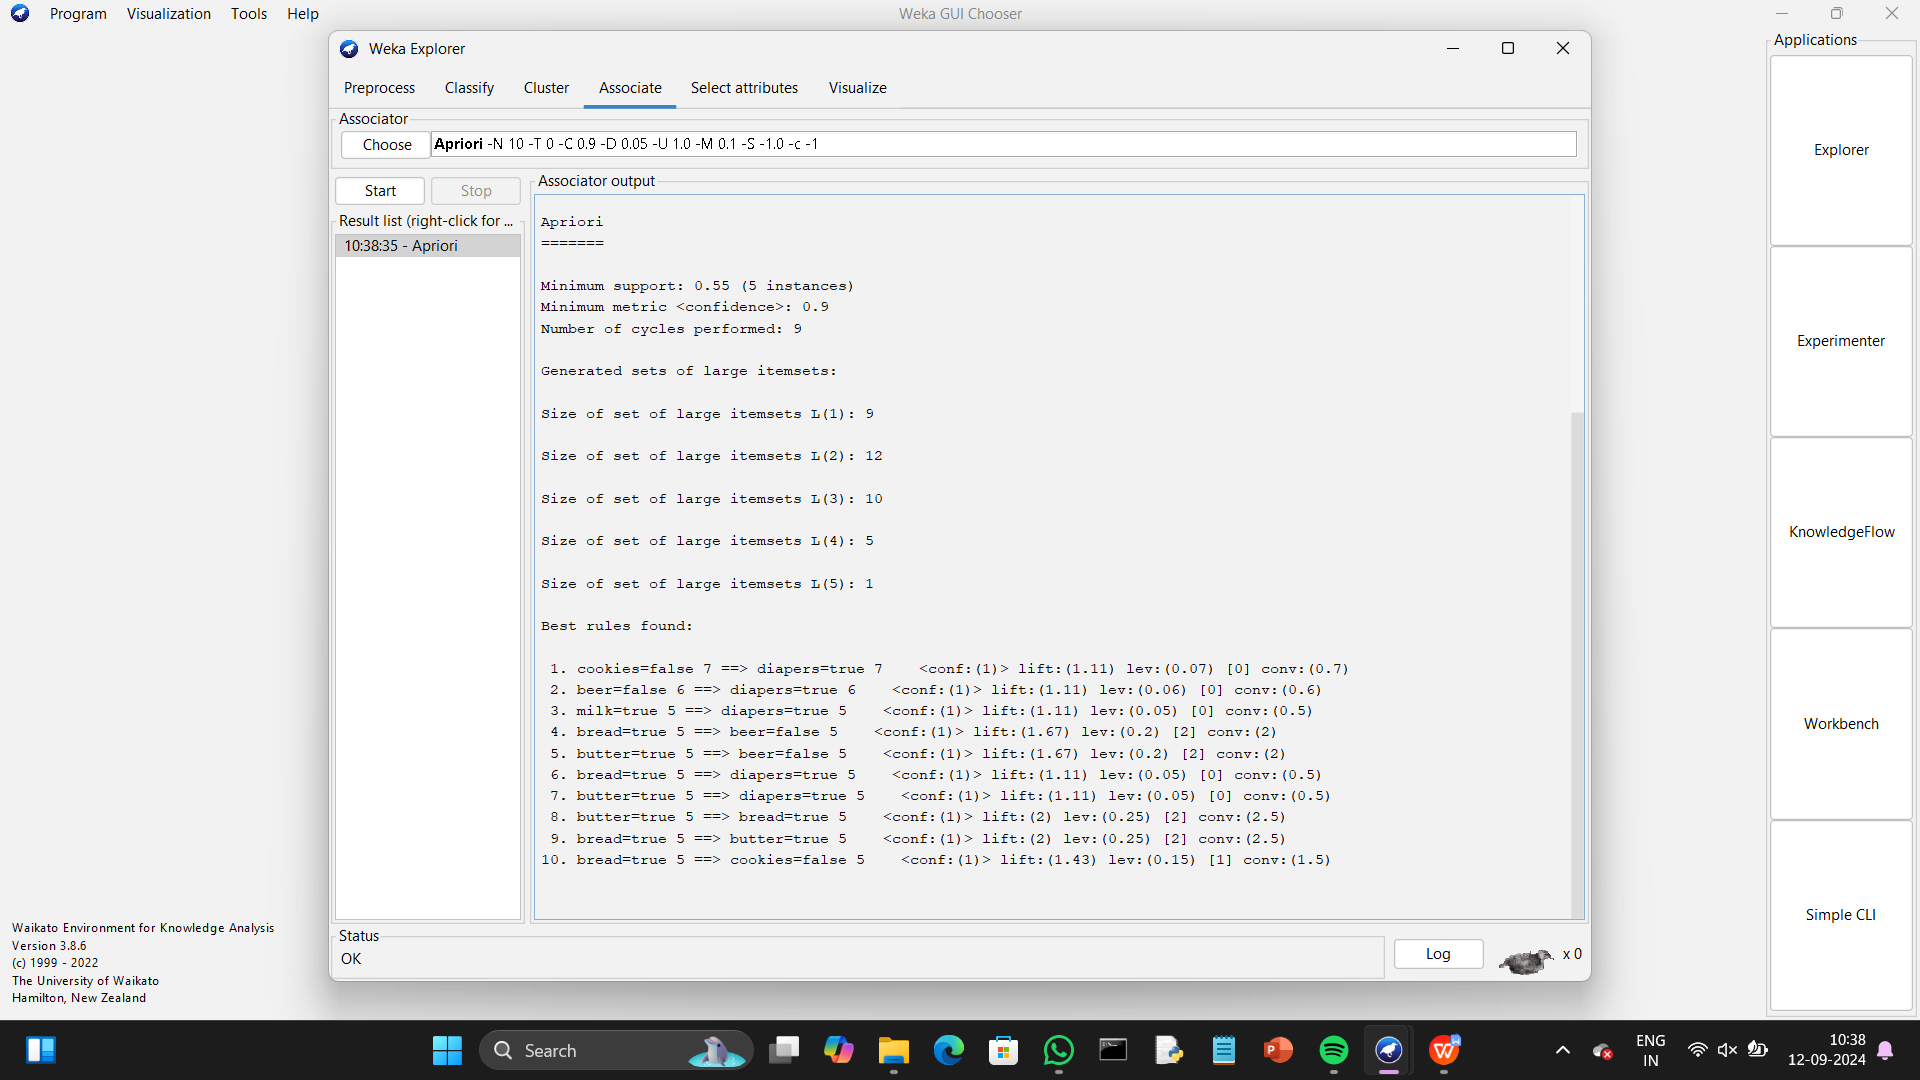 Program Visualization Tools Help
Weka GUI Chooser
Weka Explorer
Preprocess Classify Cluster Associate Select attributes Visualize
Associator
Choose Apriori -N 10 -T 0 -C 0.9 -D 0.05 -U 1.0 -M 0.1 -S -1.0 -c -1
Start Stop
Result list (right-click for ...
10:38:35 - Apriori
Associator output
Apriori
=======
Minimum support: 0.55 (5 instances)
Minimum metric <confidence>: 0.9
Number of cycles performed: 9
Generated sets of large itemsets:
Size of set of large itemsets L(1): 9
Size of set of large itemsets L(2): 12
Size of set of large itemsets L(3): 10
Size of set of large itemsets L(4): 5
Size of set of large itemsets L(5): 1
Best rules found:
1. cookies=false 7 ==> diapers=true 7 <conf:(1)> lift:(1.11) lev:(0.07) [0] conv:(0.7)
2. beer=false 6 ==> diapers=true 6 <conf:(1)> lift:(1.11) lev:(0.06) [0] conv:(0.6)
3. milk=true 5 ==> diapers=true 5 <conf:(1)> lift:(1.11) lev:(0.05) [0] conv:(0.5)
4. bread=true 5 ==> beer=false 5 <conf:(1)> lift:(1.67) lev:(0.2) [2] conv:(2)
5. butter=true 5 ==> beer=false 5 <conf:(1)> lift:(1.67) lev:(0.2) [2] conv:(2)
6. bread=true 5 ==> diapers=true 5 <conf:(1)> lift:(1.11) lev:(0.05) [0] conv:(0.5)
7. butter=true 5 ==> diapers=true 5 <conf:(1)> lift:(1.11) lev:(0.05) [0] conv:(0.5)
8. butter=true 5 ==> bread=true 5 <conf:(1)> lift:(2) lev:(0.25) [2] conv:(2.5)
9. bread=true 5 ==> butter=true 5 <conf:(1)> lift:(2) lev:(0.25) [2] conv:(2.5)
10. bread=true 5 ==> cookies=false 5 <conf:(1)> lift:(1.43) lev:(0.15) [1] conv:(1.5)
Status
OK
Log
x 0
Applications
Explorer
Experimenter
KnowledgeFlow
Workbench
Simple CLI
Waikato Environment for Knowledge Analysis
Version 3.8.6
(c) 1999 - 2022
The University of Waikato
Hamilton, New Zealand
Search
ENG
IN
10:38
12-09-2024